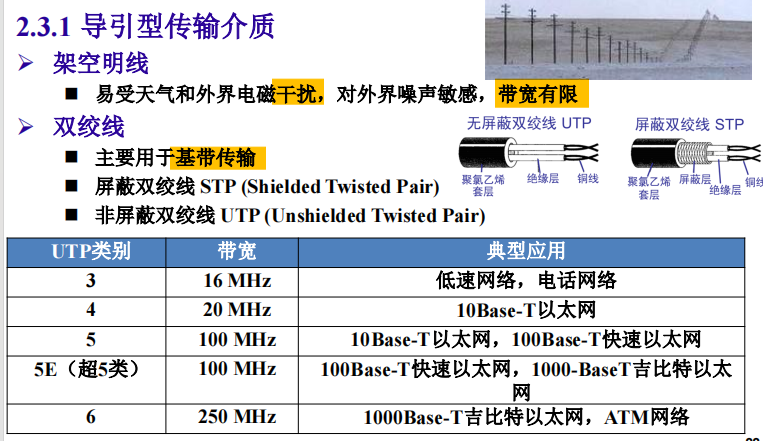 2.3.1 导引型传输介质
架空明线
易受天气和外界电磁干扰，对外界噪声敏感，带宽有限
双绞线
主要用于基带传输
屏蔽双绞线 STP (Shielded Twisted Pair)
非屏蔽双绞线 UTP (Unshielded Twisted Pair)
无屏蔽双绞线 UTP
聚氯乙烯
套层
绝缘层
铜线
屏蔽双绞线 STP
聚氯乙烯
套层
屏蔽层
绝缘层
铜线
UTP类别 带宽 典型应用
3 16 MHz 低速网络，电话网络
4 20 MHz 10Base-T以太网
5 100 MHz 10Base-T以太网，100Base-T快速以太网
5E（超5类） 100 MHz 100Base-T快速以太网，1000-BaseT吉比特以太
网
6 250 MHz 1000Base-T吉比特以太网，ATM网络